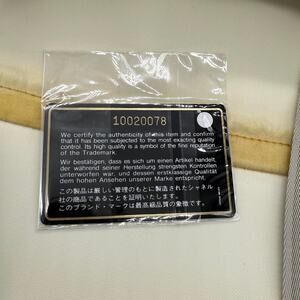 10020078
We certify the authenticity of this item and confirm
that it has been subjected to the most exacting quality
control. Its high quality is a symbol of the fine reputation
of the Trademark.
Wir bestätigen, dass es sich um einen Artikel handelt,
der während seiner Herstellung strengsten Kontrollen
unterworfen war, und dessen erstklassige Qualität
dem hohen Ansehen unserer Marke entspricht.
この製品は厳しい管理のもとに製造されたシャネル
社の商品であることを証明いたします。
このブランド・マークは最高級品質の象徴です。